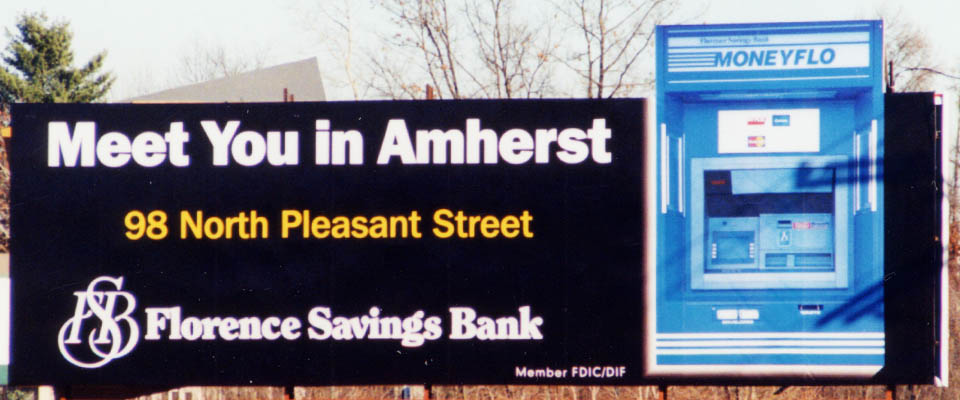 Florence Savings Bank
MONEYFLO
Meet You in Amherst
98 North Pleasant Street
FSB Florence Savings Bank
Member FDIC/DIF